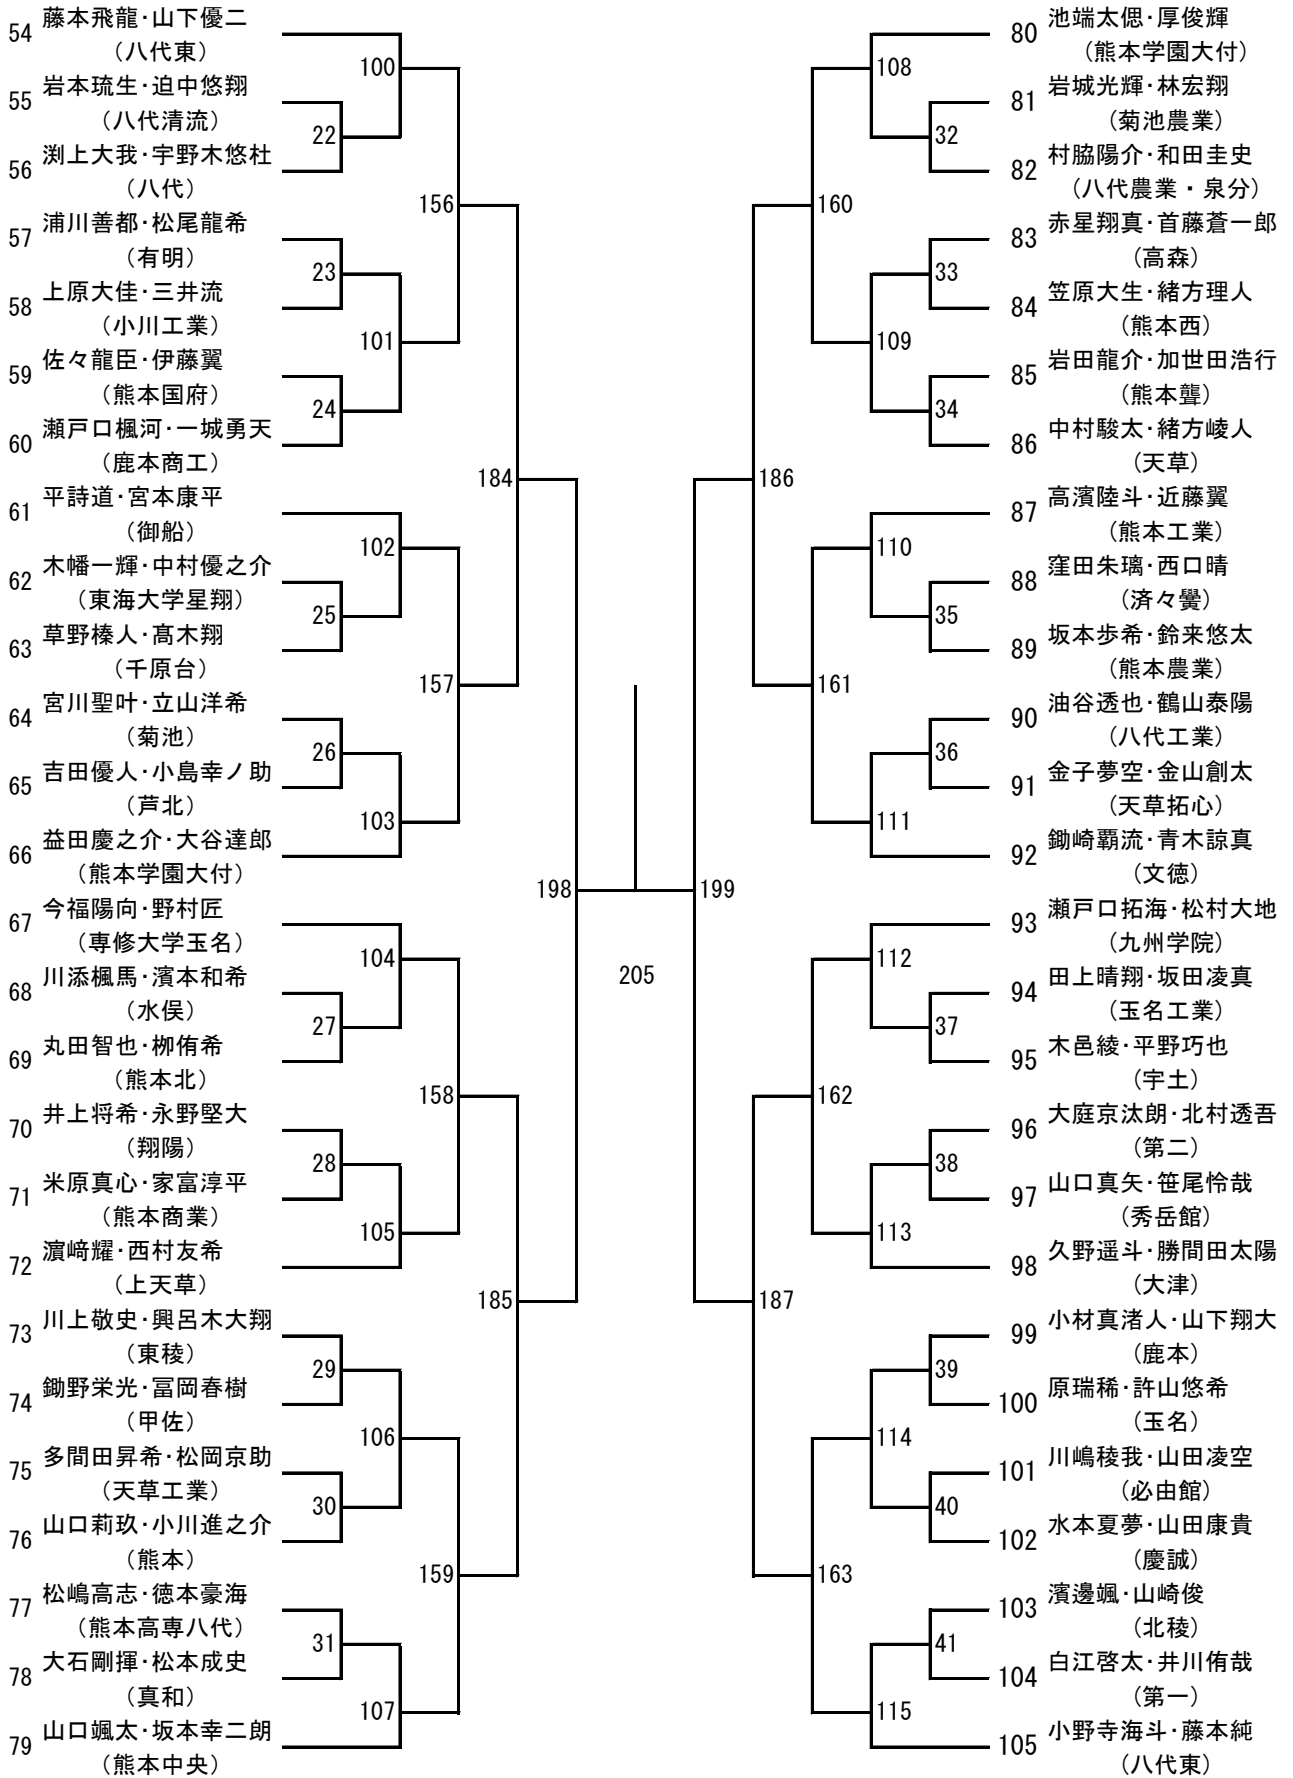 54 藤本飛龍･山下優二
(八代東)
55 岩本琉生･迫中悠翔
(八代清流)
56 渕上大我･宇野木悠杜
(八代)
57 浦川善都･松尾龍希
(有明)
58 上原大佳･三井流
(小川工業)
59 佐々龍臣･伊藤翼
(熊本国府)
60 瀬戸口楓河･一城勇天
(鹿本商工)
61 平詩道･宮本康平
(御船)
62 木幡一輝･中村優之介
(東海大学星翔)
63 草野榛人･髙木翔
(千原台)
64 宮川聖叶･立山洋希
(菊池)
65 吉田優人･小島幸ノ助
(芦北)
66 益田慶之介･大谷達郎
(熊本学園大付)
67 今福陽向･野村匠
(専修大学玉名)
68 川添楓馬･濱本和希
(水俣)
69 丸田智也･栁侑希
(熊本北)
70 井上将希･永野堅大
(翔陽)
71 米原真心･家富淳平
(熊本商業)
72 濵﨑耀･西村友希
(上天草)
73 川上敬史･興呂木大翔
(東稜)
74 鋤野栄光･冨岡春樹
(甲佐)
75 多間田昇希･松岡京助
(天草工業)
76 山口莉玖･小川進之介
(熊本)
77 松嶋高志･徳本豪海
(熊本高専八代)
78 大石剛揮･松本成史
(真和)
79 山口颯太･坂本幸二朗
(熊本中央)
100
22
156
23
101
24
184
102
25
157
26
103
198
104
27
158
28
105
185
29
106
30
159
31
107
205
108
32
160
33
109
34
186
110
35
161
36
111
199
112
37
162
38
113
187
39
114
40
163
41
115
80 池端太偲･厚俊輝
(熊本学園大付)
81 岩城光輝･林宏翔
(菊池農業)
82 村脇陽介･和田圭史
(八代農業・泉分)
83 赤星翔真･首藤蒼一郎
(高森)
84 笠原大生･緒方理人
(熊本西)
85 岩田龍介･加世田浩行
(熊本聾)
86 中村駿太･緒方崚人
(天草)
87 高濱陸斗･近藤翼
(熊本工業)
88 窪田朱璃･西口晴
(済々黌)
89 坂本歩希･鈴来悠太
(熊本農業)
90 油谷透也･鶴山泰陽
(八代工業)
91 金子夢空･金山創太
(天草拓心)
92 鋤崎覇流･青木諒真
(文徳)
93 瀬戸口拓海･松村大地
(九州学院)
94 田上晴翔･坂田凌真
(玉名工業)
95 木邑綾･平野巧也
(宇土)
96 大庭京汰朗･北村透吾
(第二)
97 山口真矢･笹尾怜哉
(秀岳館)
98 久野遥斗･勝間田太陽
(大津)
99 小材真渚人･山下翔大
(鹿本)
100 原瑞稀･許山悠希
(玉名)
101 川嶋稜我･山田凌空
(必由館)
102 水本夏夢･山田康貴
(慶誠)
103 濱邊颯･山崎俊
(北稜)
104 白江啓太･井川侑哉
(第一)
105 小野寺海斗･藤本純
(八代東)